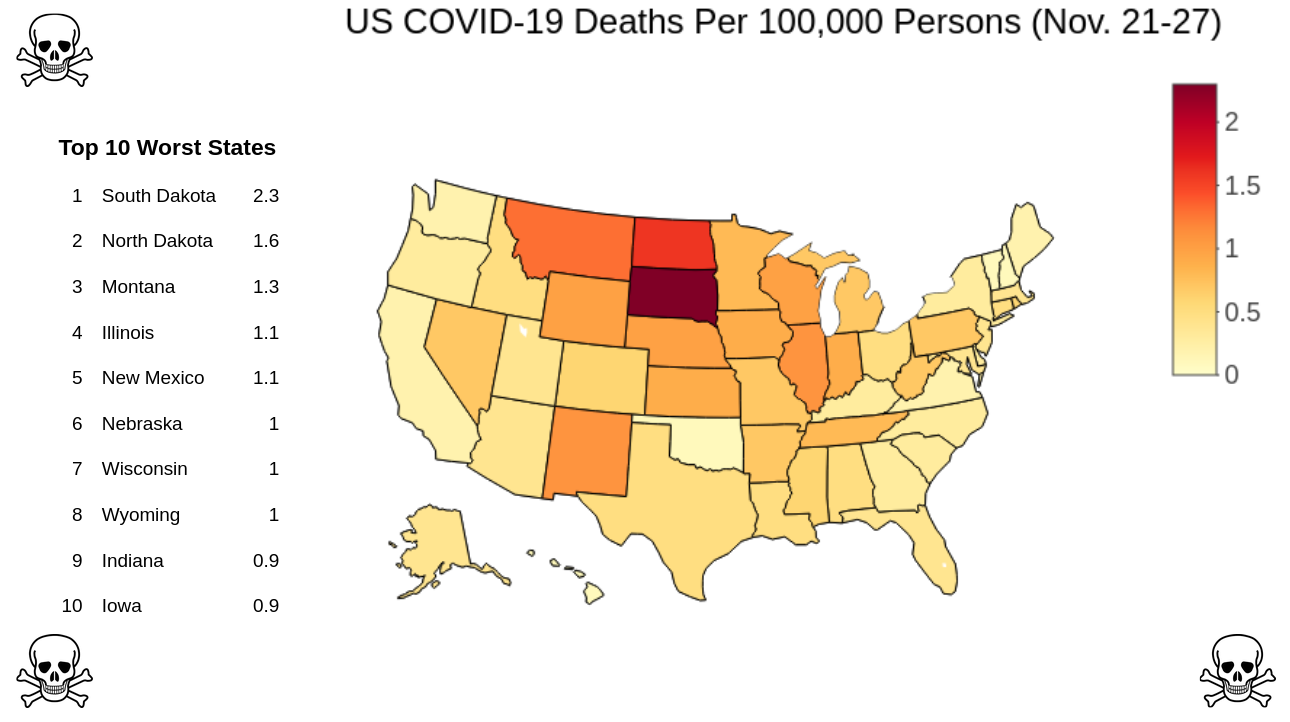 US COVID-19 Deaths Per 100,000 Persons (Nov. 21-27)
Top 10 Worst States
1 South Dakota 2.3
2 North Dakota 1.6
3 Montana 1.3
4 Illinois 1.1
5 New Mexico 1.1
6 Nebraska 1
7 Wisconsin 1
8 Wyoming 1
9 Indiana 0.9
10 Iowa 0.9
2
1.5
1
0.5
0